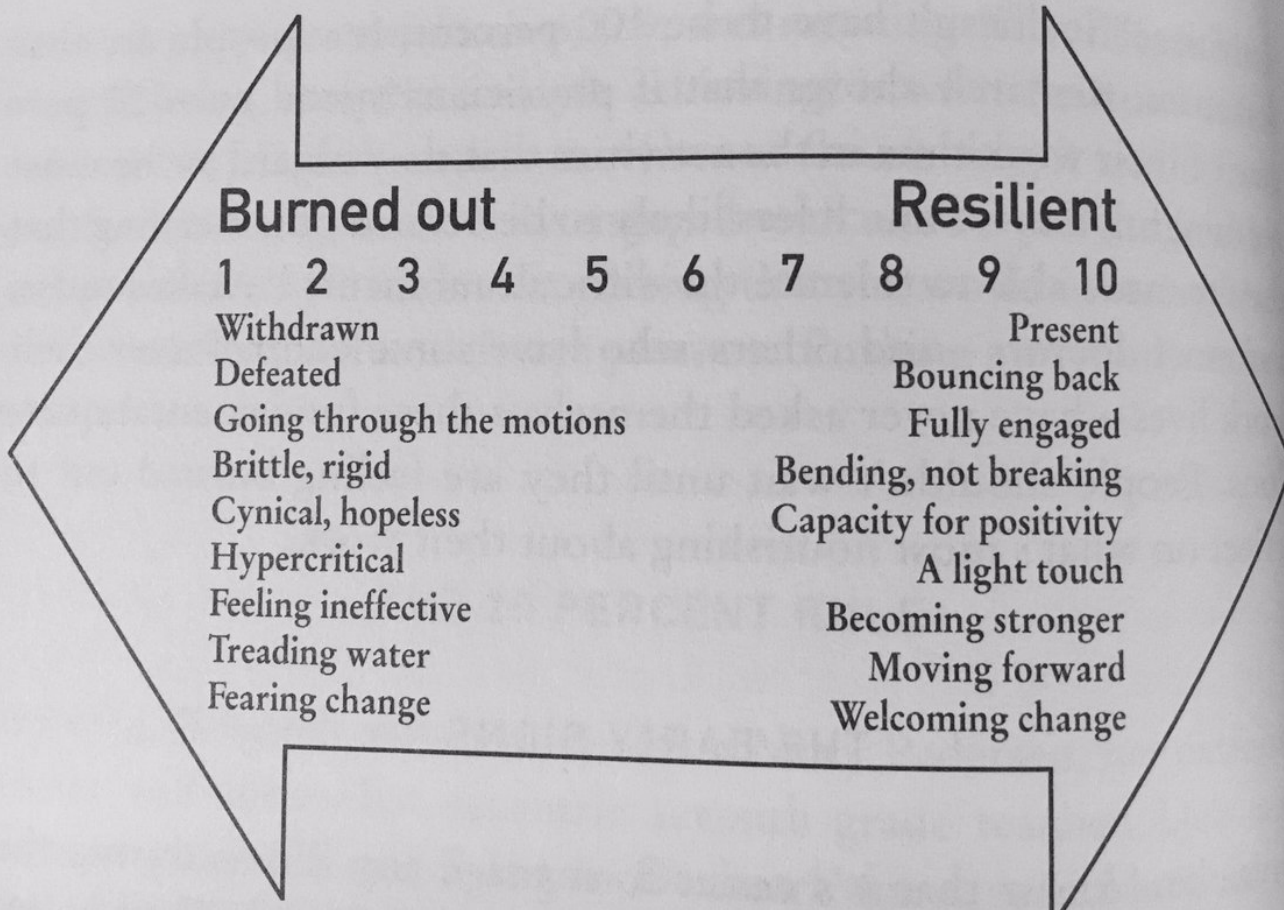 Burned out Resilient
1 2 3 4 5 6 7 8 9 10
Withdrawn Present
Defeated Bouncing back
Going through the motions Fully engaged
Brittle, rigid Bending, not breaking
Cynical, hopeless Capacity for positivity
Hypercritical A light touch
Feeling ineffective Becoming stronger
Treading water Moving forward
Fearing change Welcoming change